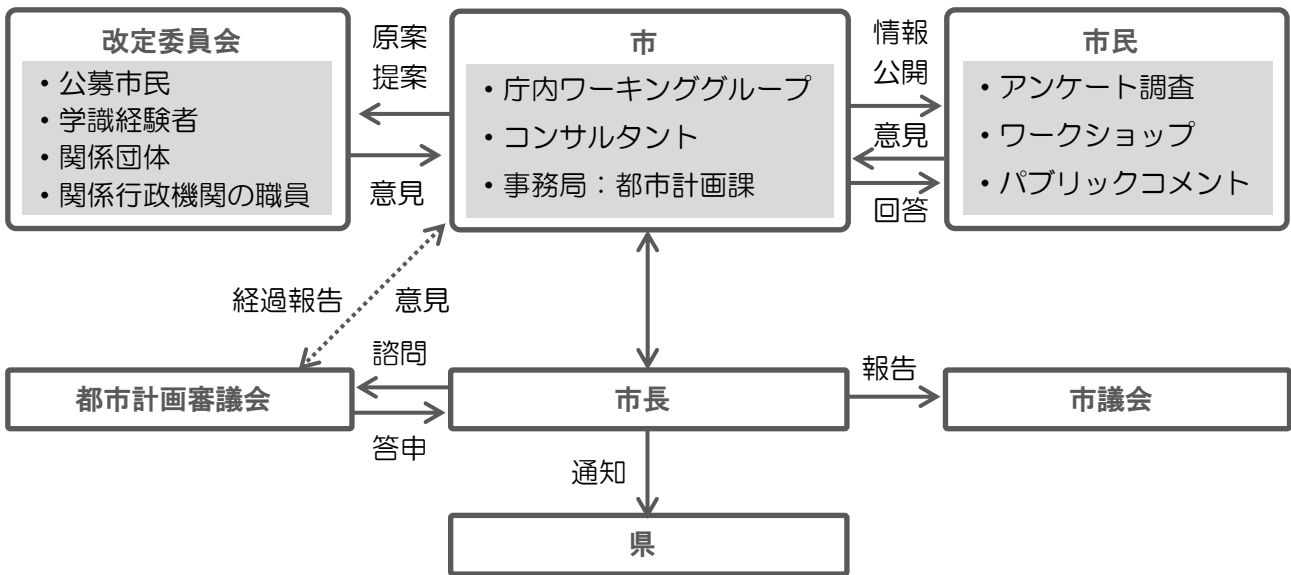 改定委員会
・公募市民
・学識経験者
・関係団体
・関係行政機関の職員
原案
提案
意見
市
・庁内ワーキンググループ
・コンサルタント
・事務局：都市計画課
情報
公開
意見
回答
市民
・アンケート調査
・ワークショップ
・パブリックコメント
経過報告
意見
都市計画審議会
諮問
答申
市長
報告
市議会
通知
県